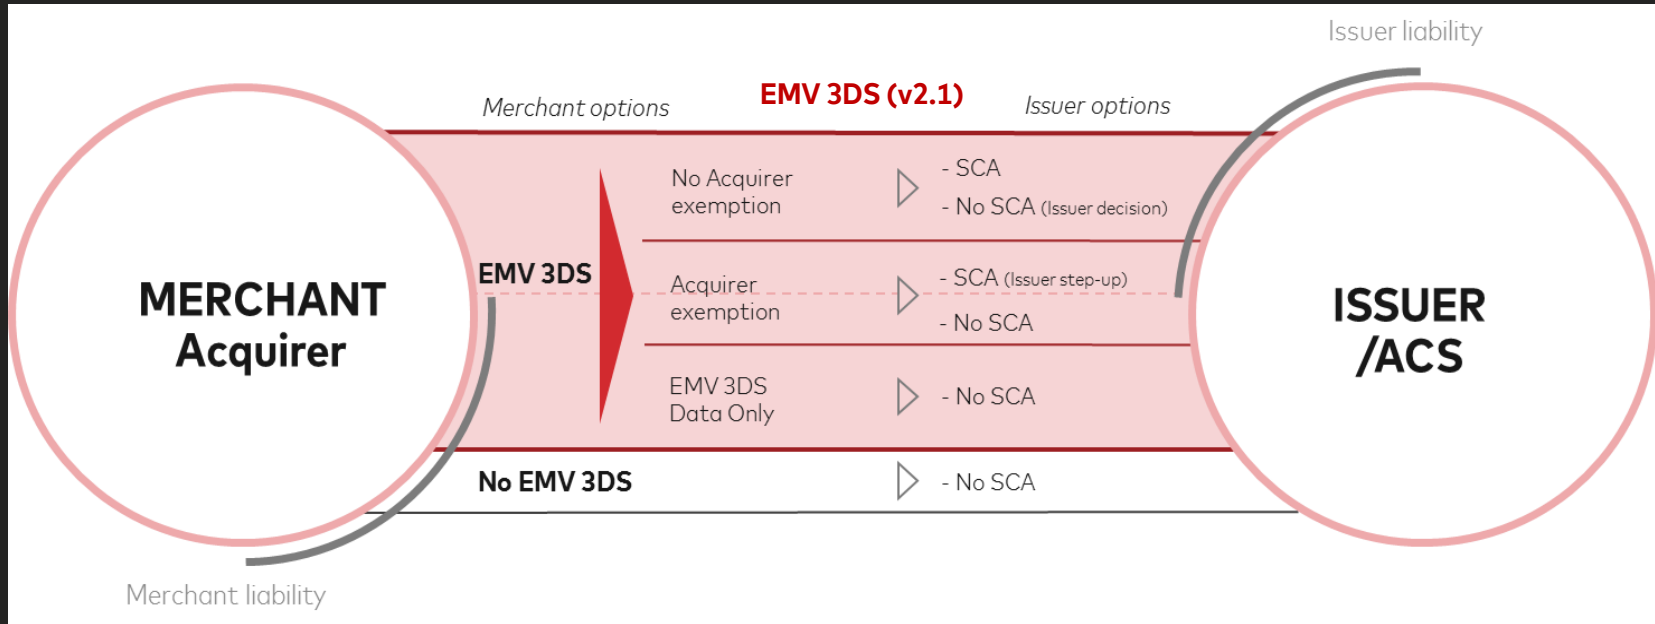 Issuer liability
EMV 3DS (v2.1)
Merchant options
Issuer options
MERCHANT
Acquirer
EMV 3DS
No Acquirer
exemption
- SCA
- No SCA (Issuer decision)
Acquirer
exemption
- SCA (Issuer step-up)
- No SCA
EMV 3DS
Data Only
- No SCA
No EMV 3DS
- No SCA
ISSUER
/ACS
Merchant liability